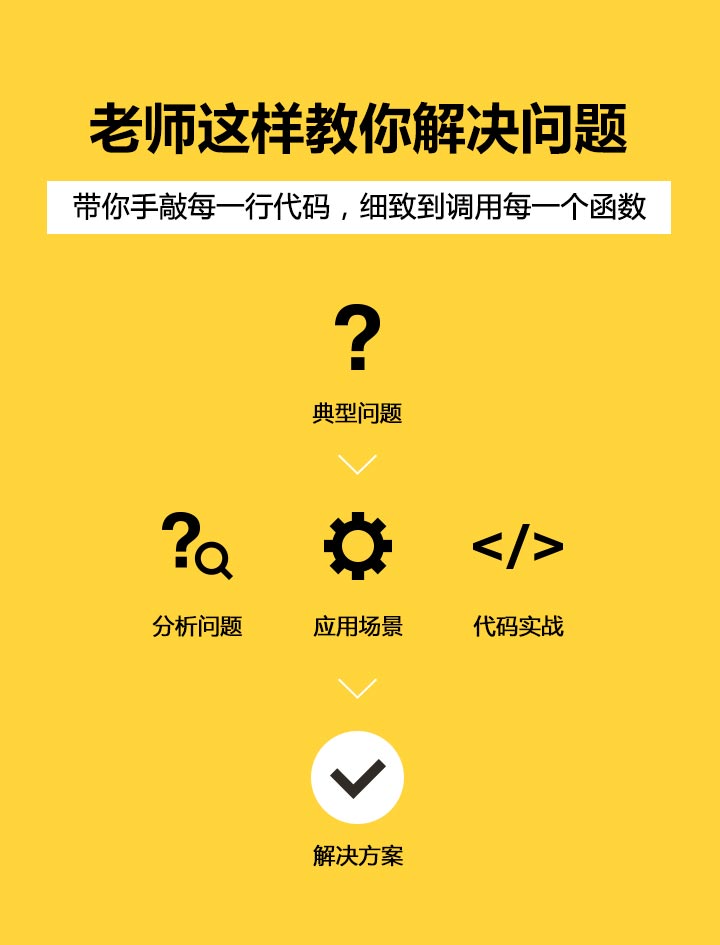 老师这样教你解决问题
带你手敲每一行代码，细致到调用每一个函数
?
典型问题
?
</>
分析问题
应用场景
代码实战
解决方案